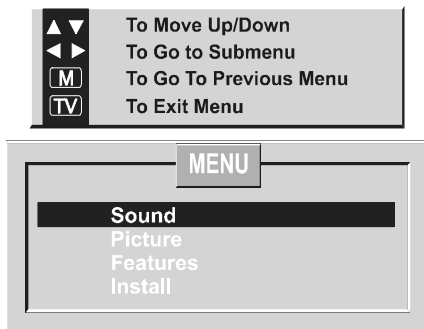 ▲ ▼ To Move Up/Down
◄ ► To Go to Submenu
M To Go To Previous Menu
TV To Exit Menu
MENU
Sound
Picture
Features
Install